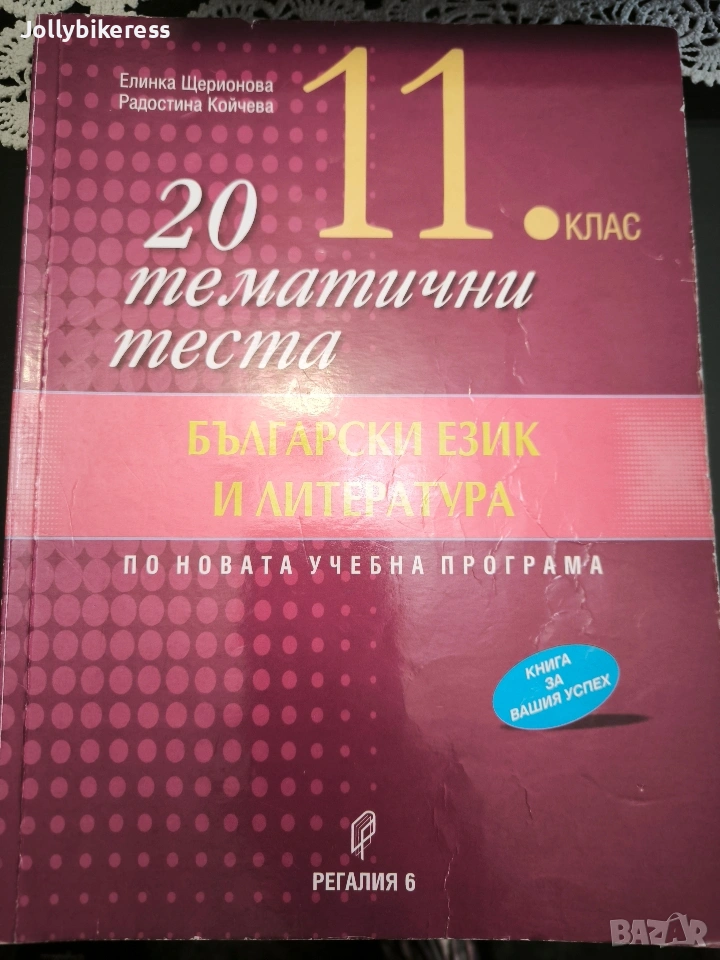 Jollybikeress
Елинка Щерионова
Радостина Койчева
11. КЛАС
20
тематични
теста
БЪЛГАРСКИ ЕЗИК
И ЛИТЕРАТУРА
ПО НОВАТА УЧЕБНА ПРОГРАМА
КНИГА
ЗА
ВАШИЯ УСПЕХ
РЕГАЛИЯ 6
BAZAR